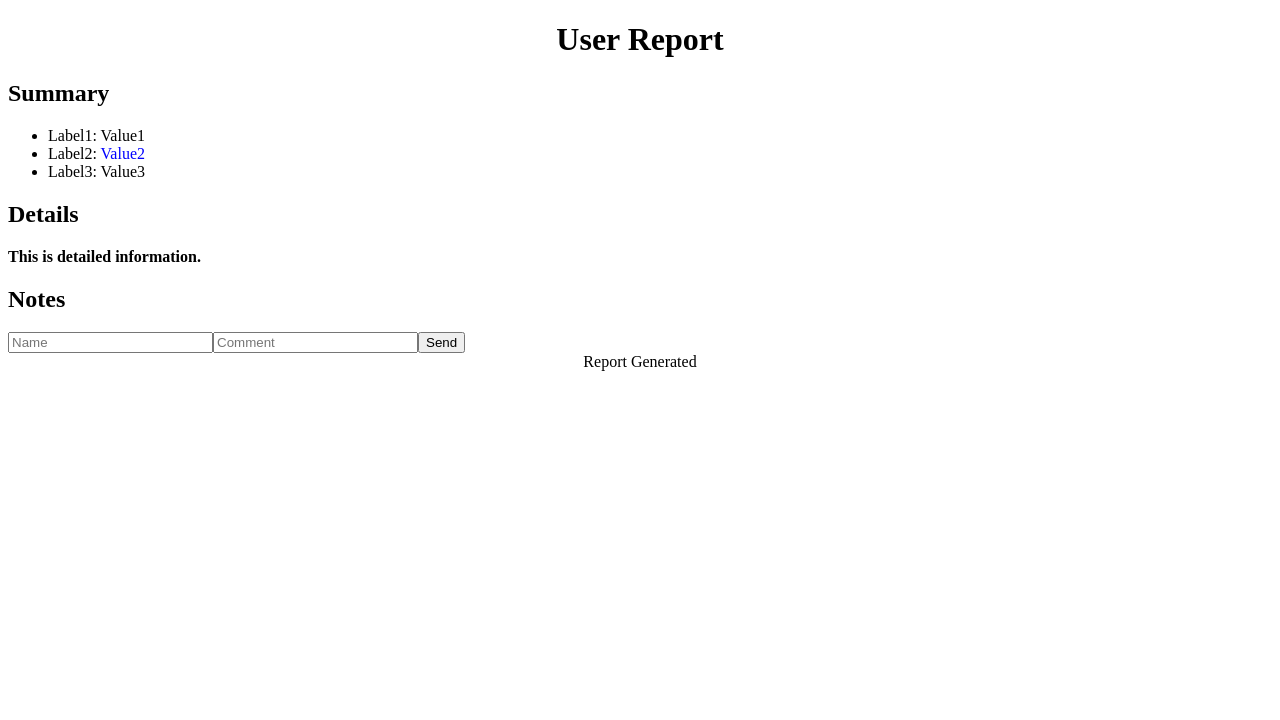 User Report
Summary
Label1: Value1
Label2: Value2
Label3: Value3
Details
This is detailed information.
Notes
Name Comment Send
Report Generated